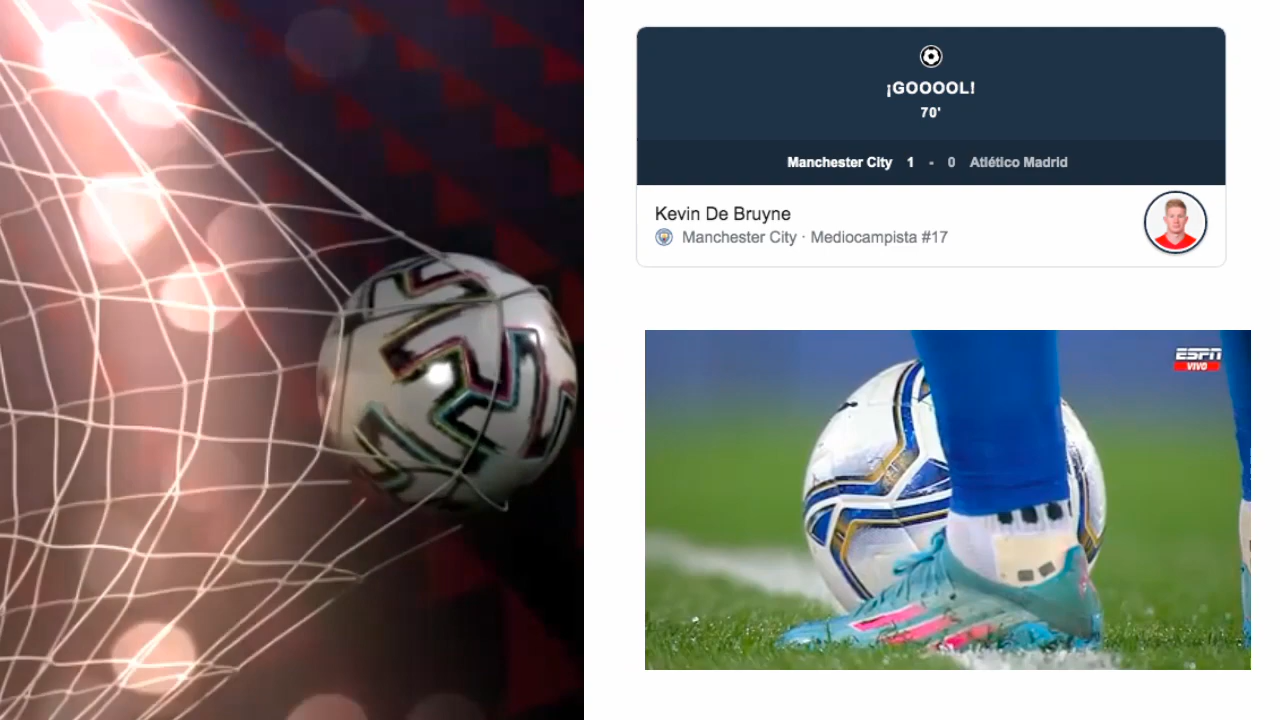 ¡GOOOOL!
70'
Manchester City 1 - 0 Atlético Madrid
Kevin De Bruyne
Manchester City · Mediocampista #17
ESPN
VIVO